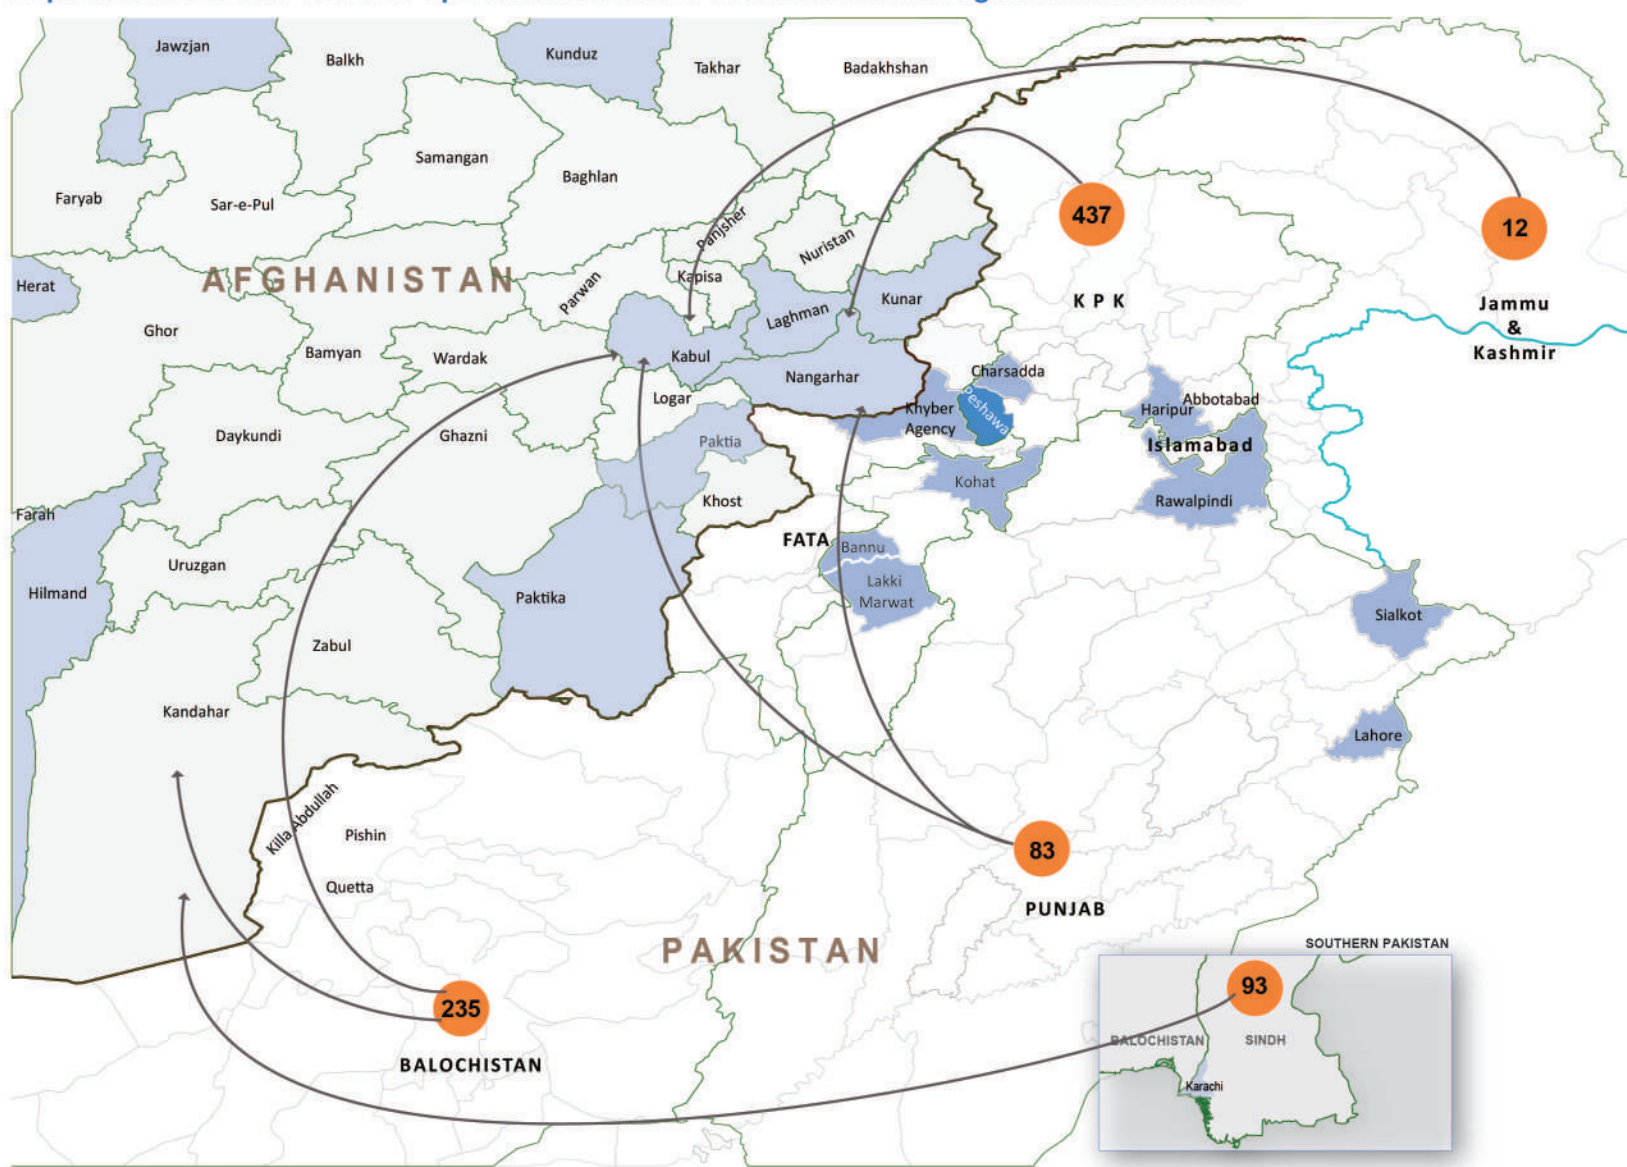 Jawzjan
Balkh
Kunduz
Takhar
Badakhshan
Samangan
Baghlan
Faryab
Sar-e-Pul
Panjsher
Nuristan
437
12
AFGHANISTAN
Herat
Parwan
Kapisa
Laghman
Kunar
K P K
Jammu
&
Kashmir
Ghor
Bamyan
Wardak
Kabul
Nangarhar
Charsadda
Logar
Khyber
Agency
Peshawa
Haripur
Abbotabad
Daykundi
Ghazni
Paktia
Islamabad
Khost
Kohat
Rawalpindi
Farah
FATA
Bannu
Uruzgan
Hilmand
Paktika
Lakki
Marwat
Sialkot
Zabul
Kandahar
Lahore
Killa Abdullah
Pishin
83
Quetta
PUNJAB
PAKISTAN
SOUTHERN PAKISTAN
235
93
BALOCHISTAN
BALOCHISTAN
SINDH
Karachi